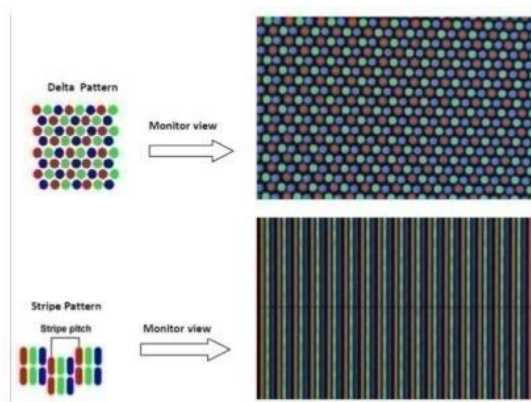 Delta Pattern
Monitor view
Stripe Pattern
Stripe pitch
Monitor view